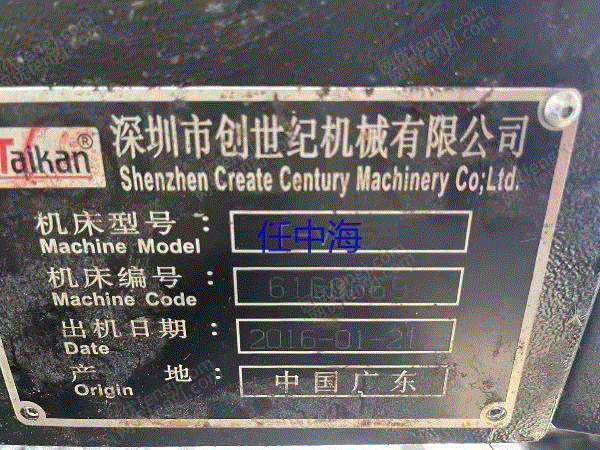 Taikan®
深圳市创世纪机械有限公司
Shenzhen Create Century Machinery Co;Ltd.
机床型号：
Machine Model
任中海
机床编号：
Machine Code
出机日期：
Date
2016-01-21
产地：
Origin
中国广东